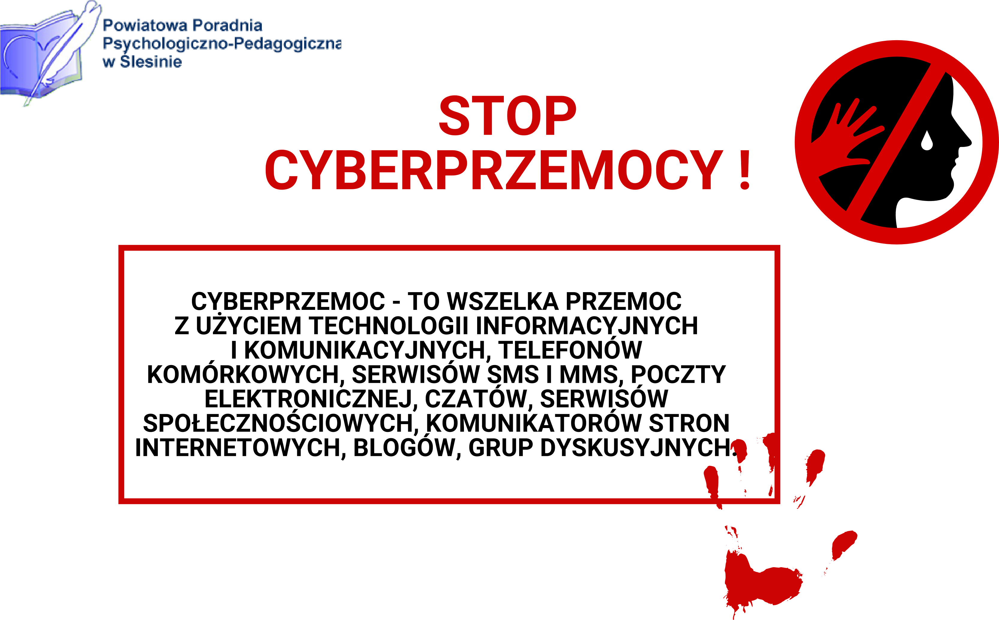 Powiatowa Poradnia
Psychologiczno-Pedagogiczna
w Ślesinie
STOP
CYBERPRZEMOCY !
CYBERPRZEMOC - TO WSZELKA PRZEMOC
Z UŻYCIEM TECHNOLOGII INFORMACYJNYCH
I KOMUNIKACYJNYCH, TELEFONÓW
KOMÓRKOWYCH, SERWISÓW SMS I MMS, POCZTY
ELEKTRONICZNEJ, CZATÓW, SERWISÓW
SPOŁECZNOŚCIOWYCH, KOMUNIKATORÓW STRON
INTERNETOWYCH, BLOGÓW, GRUP DYSKUSYJNYCH.